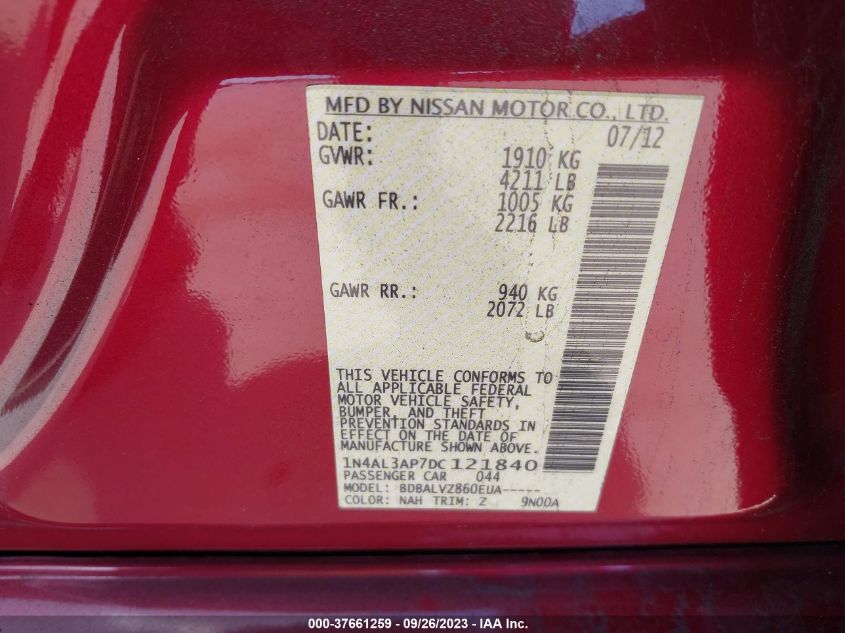 MFD BY NISSAN MOTOR CO., LTD.
DATE: 07/12
GVWR: 1910 KG
4211 LB
GAWR FR.: 1005 KG
2216 LB
GAWR RR.: 940 KG
2072 LB
THIS VEHICLE CONFORMS TO
ALL APPLICABLE FEDERAL
MOTOR VEHICLE SAFETY,
BUMPER, AND THEFT
PREVENTION STANDARDS IN
EFFECT ON THE DATE OF
MANUFACTURE SHOWN ABOVE.
1N4AL3AP7DC121840
PASSENGER CAR 044
MODEL: BDBALVZ860EUA-----
COLOR: NAH TRIM: Z 9N00A
000-37661259 - 09/26/2023 - IAA Inc.